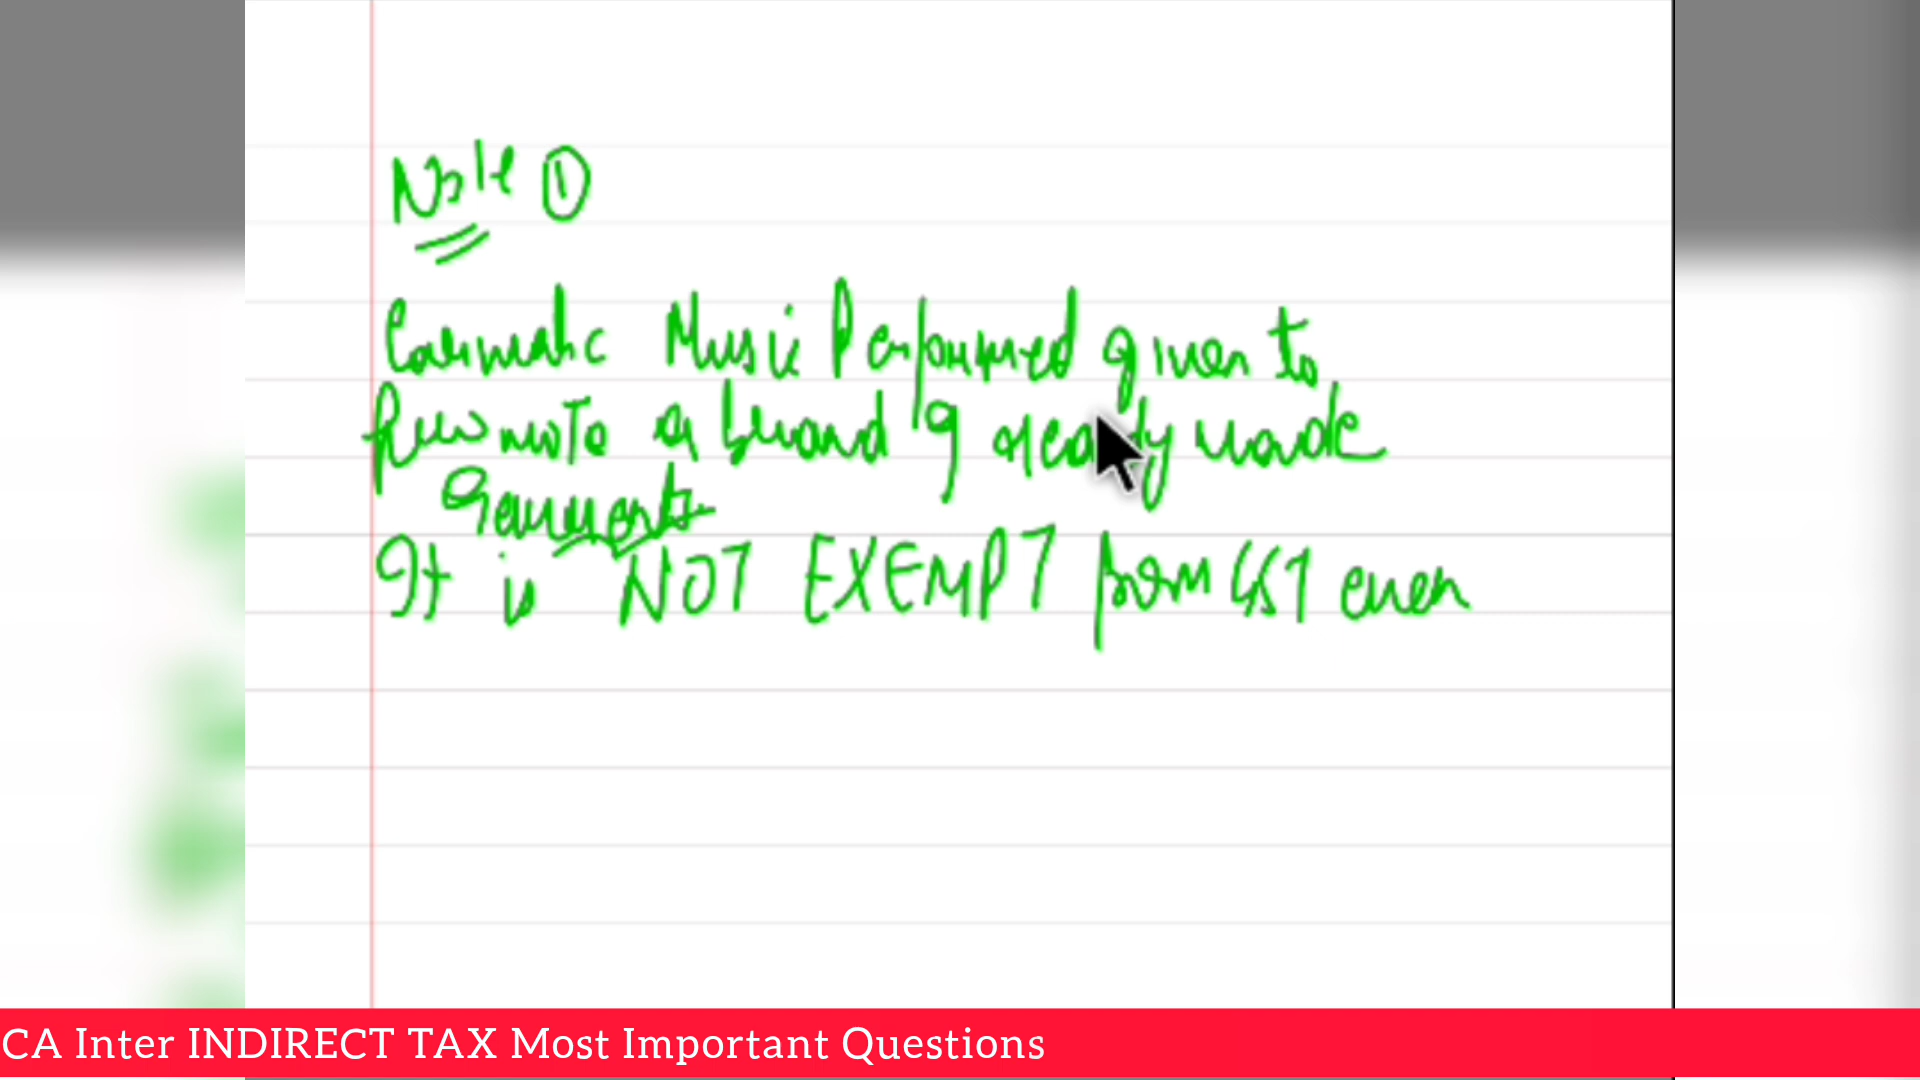 Note ①
Carnatic Music Performed given to
Promote a brand of ready made
Garments
It is NOT EXEMPT from GST even
CA Inter INDIRECT TAX Most Important Questions